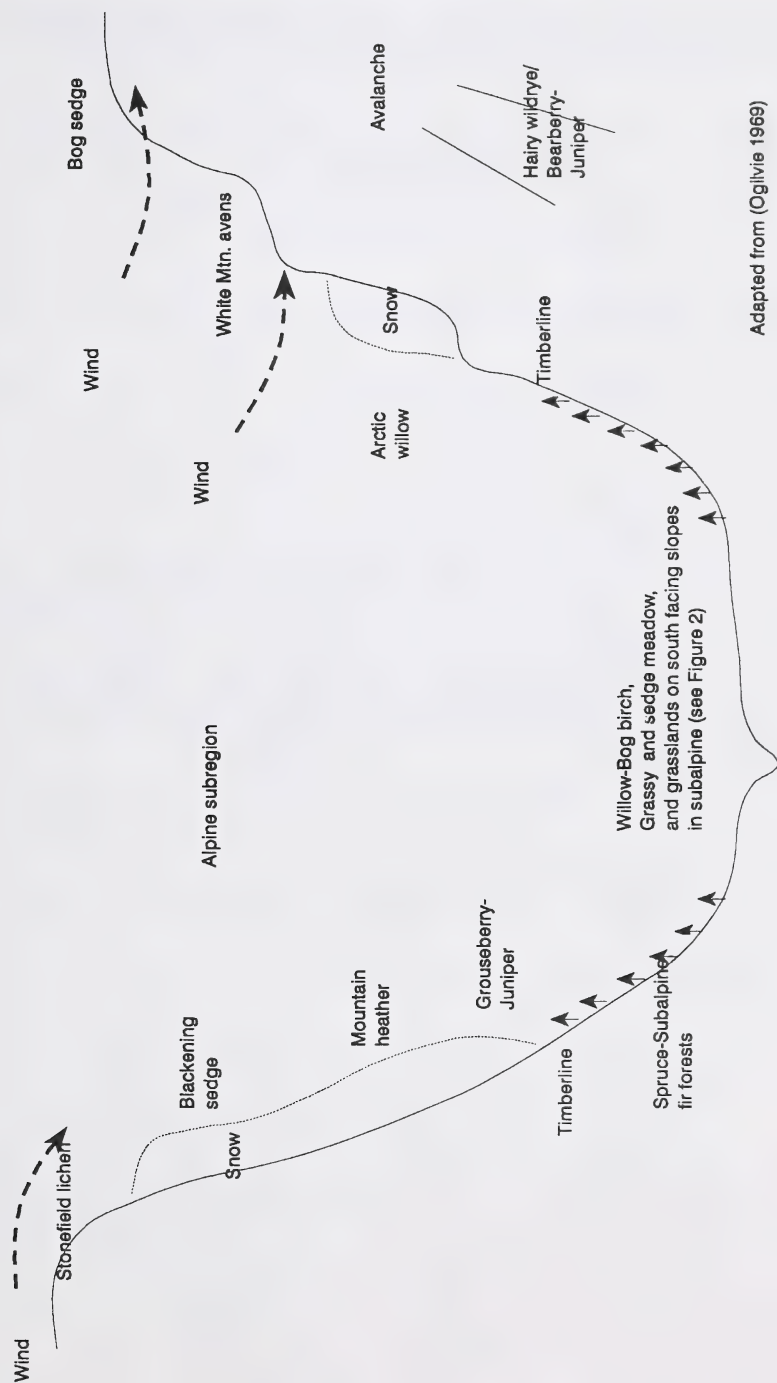 Wind
Stonefield lichen
Blackening
sedge
Snow
Mountain
heather
Grouseberry-
Juniper
Timberline
Spruce-Subalpine
fir forests
Alpine subregion
Willow-Bog birch,
Grassy and sedge meadow,
and grasslands on south facing slopes
in subalpine (see Figure 2)
Wind
Wind
Arctic
willow
Snow
Timberline
White Mtn. avens
Bog sedge
Avalanche
Hairy wildrye/
Bearberry-
Juniper
Adapted from (Ogilvie 1969)